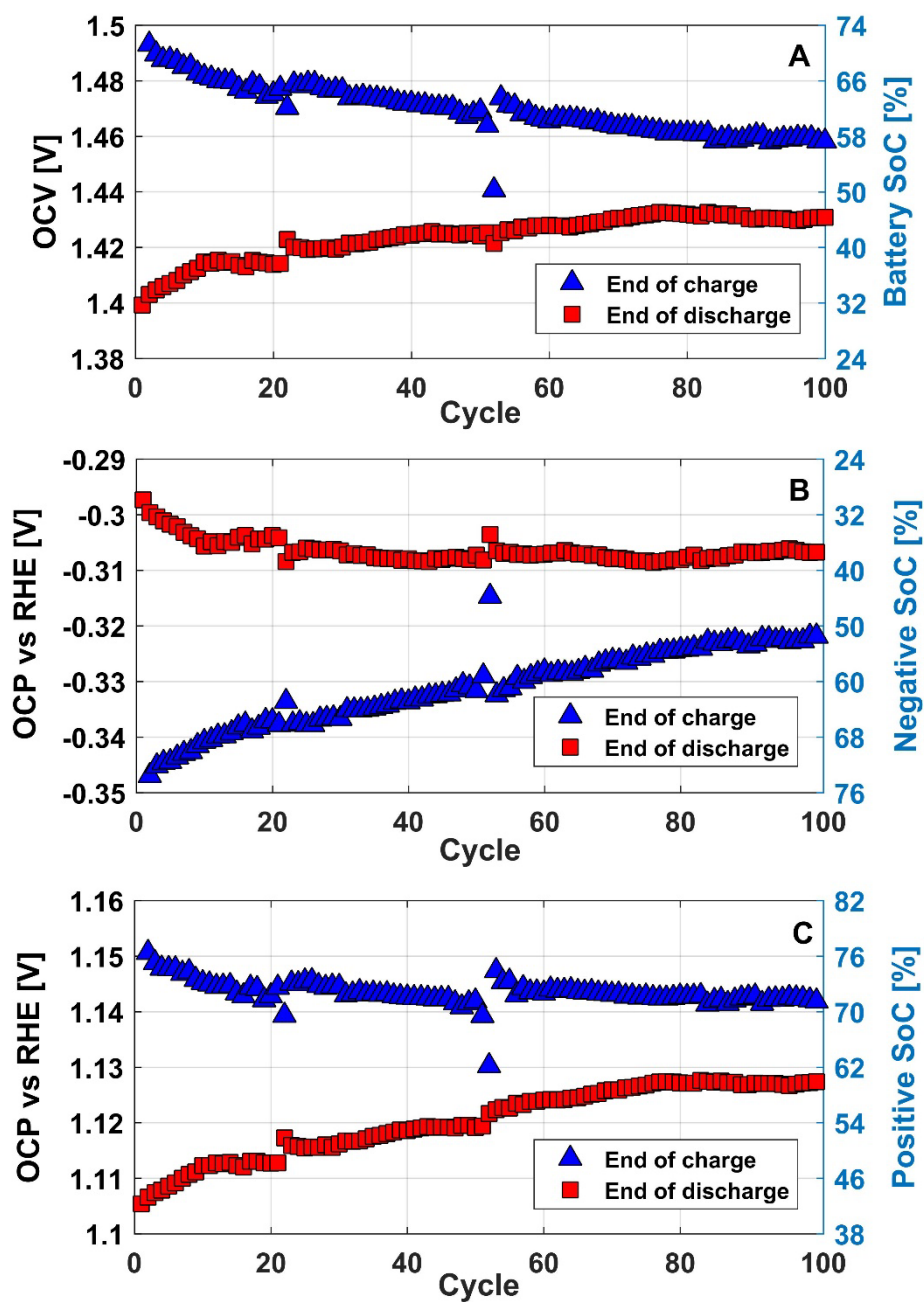 A
1.5
1.48
1.46
1.44
1.42
1.4
1.38
OCV [V]
74
66
58
50
40
32
24
Battery SoC [%]
End of charge
End of discharge
0 20 40 60 80 100
Cycle
B
-0.29
-0.3
-0.31
-0.32
-0.33
-0.34
-0.35
OCP vs RHE [V]
24
32
40
50
60
68
76
Negative SoC [%]
End of charge
End of discharge
0 20 40 60 80 100
Cycle
C
1.16
1.15
1.14
1.13
1.12
1.11
1.1
OCP vs RHE [V]
82
76
70
62
54
46
38
Positive SoC [%]
End of charge
End of discharge
0 20 40 60 80 100
Cycle